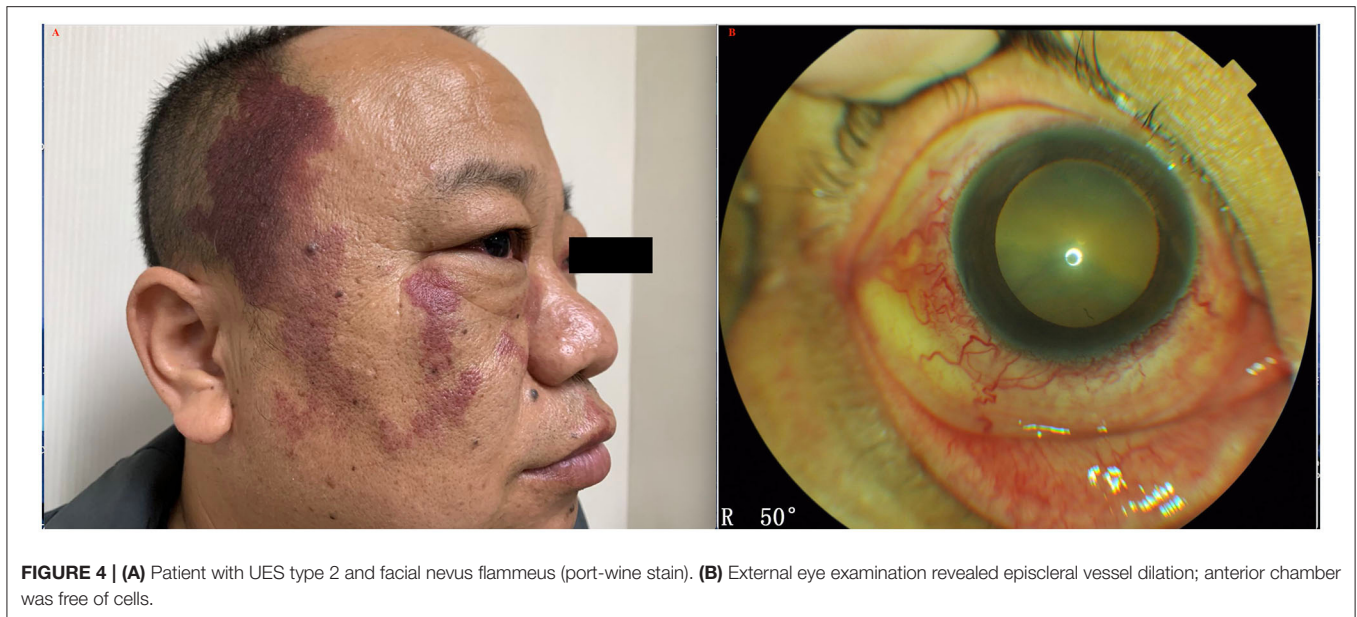 A
B
R 50°
FIGURE 4 | (A) Patient with UES type 2 and facial nevus flammeus (port-wine stain). (B) External eye examination revealed episcleral vessel dilation; anterior chamber
was free of cells.